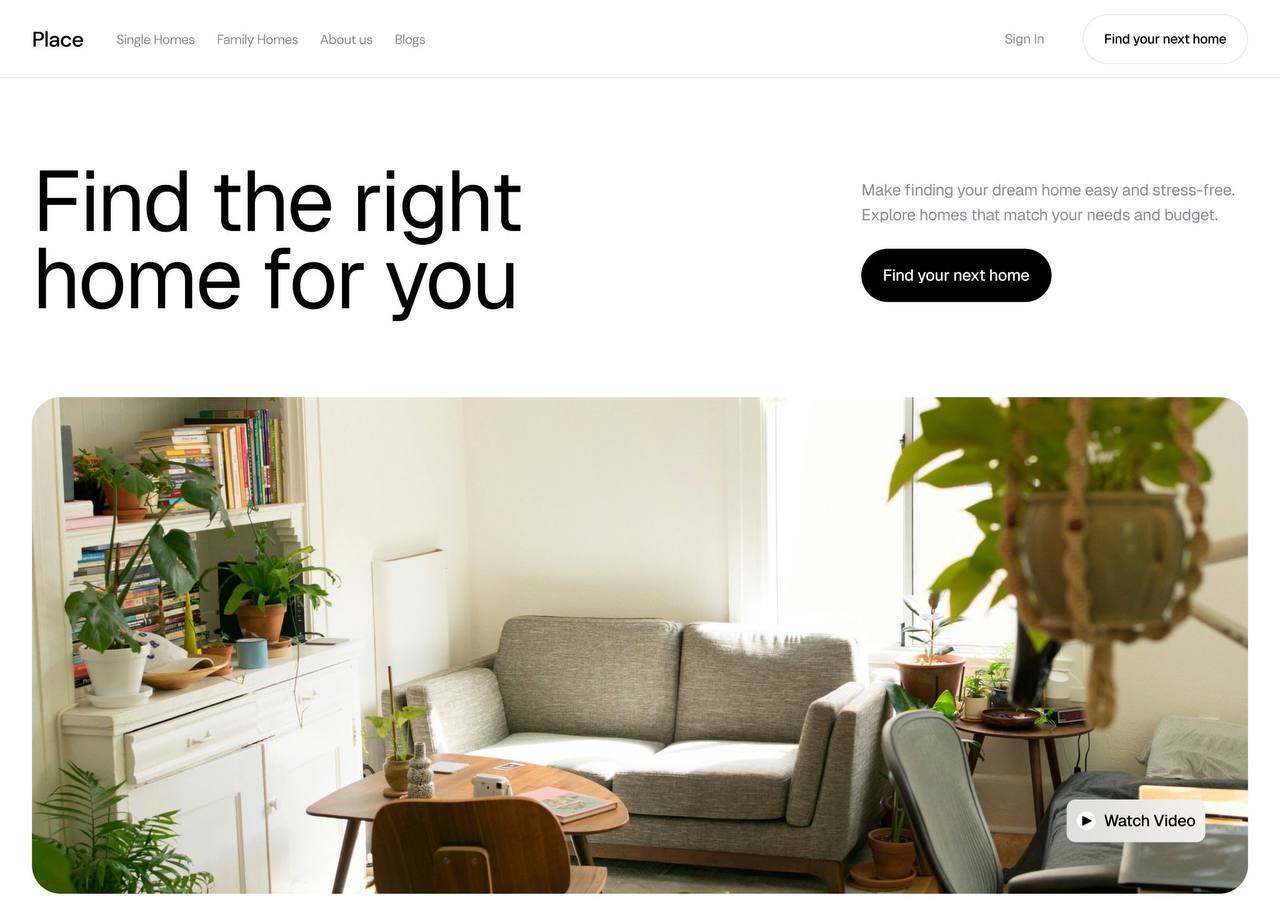 Place
Single Homes
Family Homes
About us
Blogs
Sign In
Find your next home
Find the right
home for you
Make finding your dream home easy and stress-free.
Explore homes that match your needs and budget.
Find your next home
Watch Video